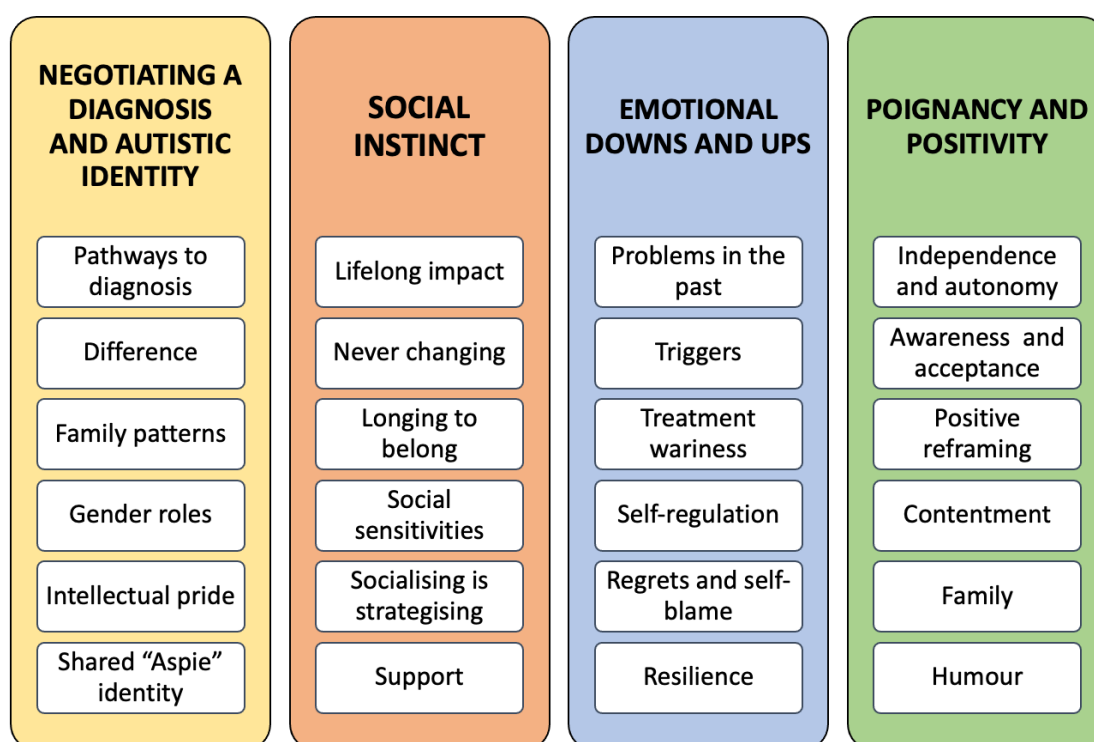 NEGOTIATING A
DIAGNOSIS
AND AUTISTIC
IDENTITY
Pathways to
diagnosis
Difference
Family patterns
Gender roles
Intellectual pride
Shared “Aspie”
identity
SOCIAL
INSTINCT
Lifelong impact
Never changing
Longing to
belong
Social
sensitivities
Socialising is
strategising
Support
EMOTIONAL
DOWNS AND UPS
Problems in the
past
Triggers
Treatment
wariness
Self-regulation
Regrets and self-
blame
Resilience
POIGNANCY AND
POSITIVITY
Independence
and autonomy
Awareness and
acceptance
Positive
reframing
Contentment
Family
Humour